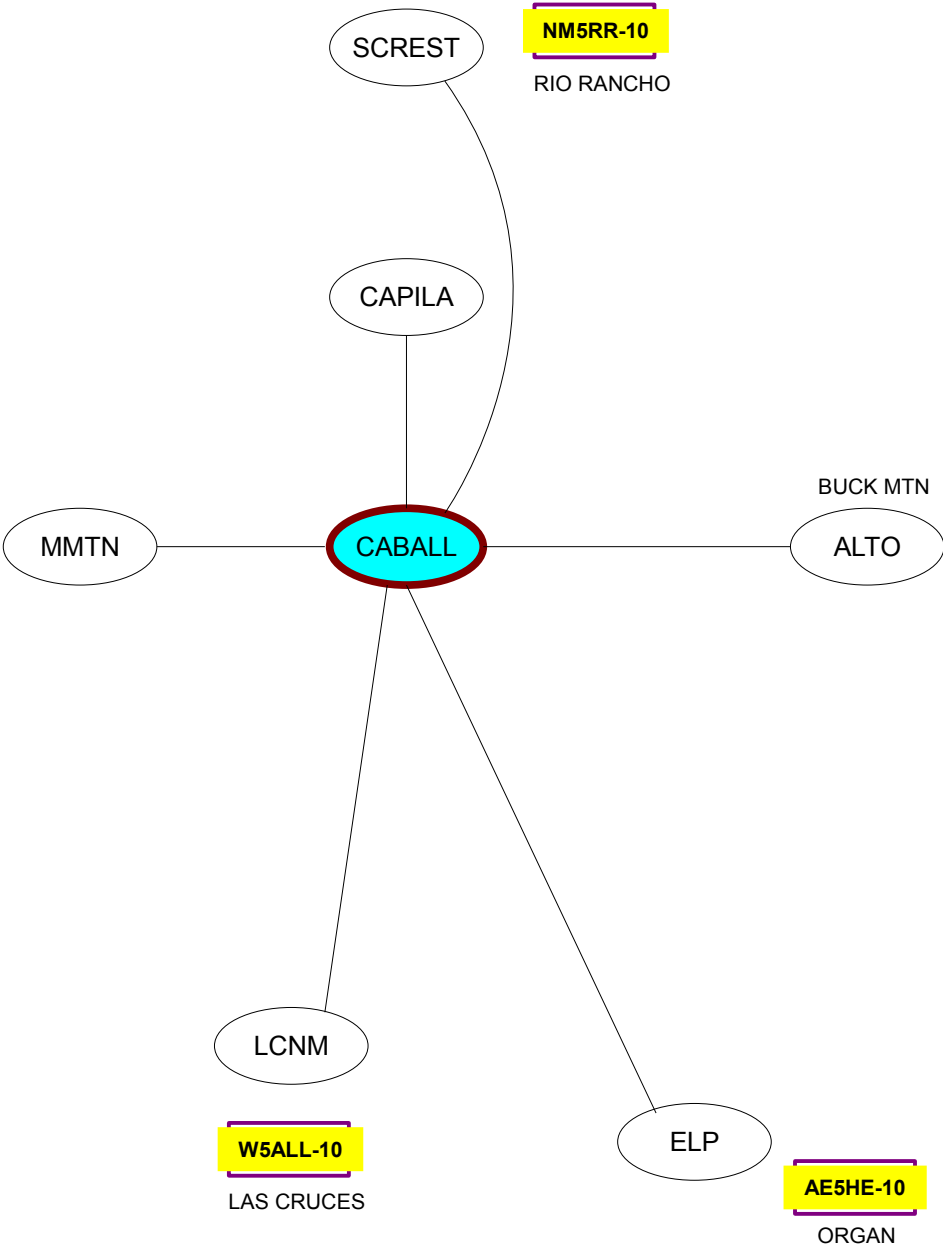 NM5RR-10
SCREST
RIO RANCHO
CAPILA
BUCK MTN
MMTN
CABALL
ALTO
LCNM
W5ALL-10
LAS CRUCES
ELP
AE5HE-10
ORGAN